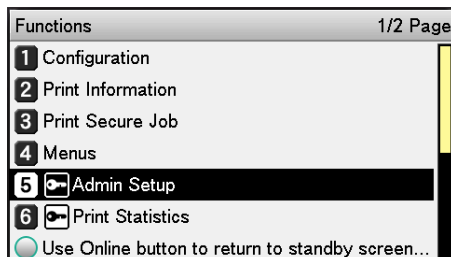 Functions 1/2 Page
1 Configuration
2 Print Information
3 Print Secure Job
4 Menus
5 Admin Setup
6 Print Statistics
Use Online button to return to standby screen...